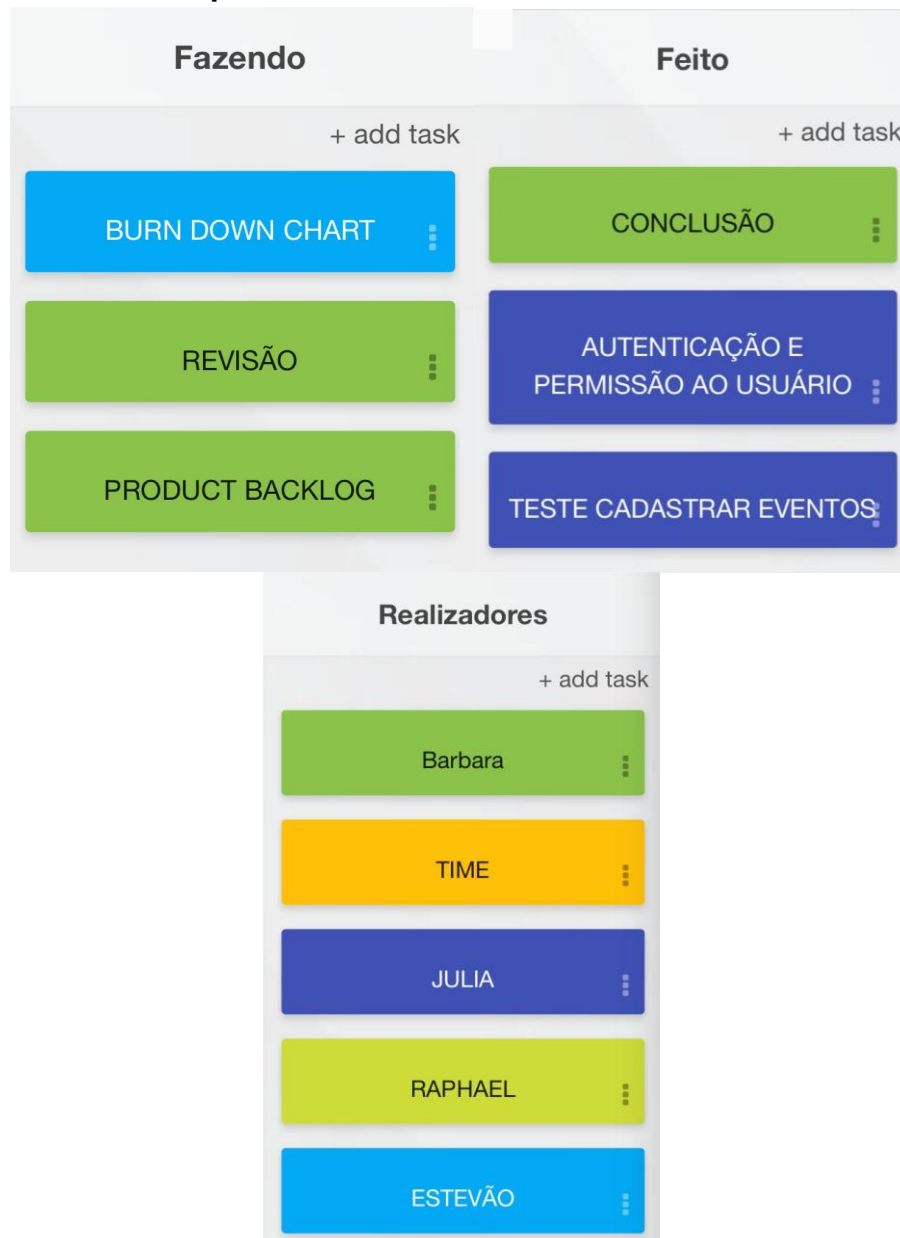 Fazendo
+ add task
BURN DOWN CHART
REVISÃO
PRODUCT BACKLOG
Feito
+ add task
CONCLUSÃO
AUTENTICAÇÃO E
PERMISSÃO AO USUÁRIO
TESTE CADASTRAR EVENTOS
Realizadores
+ add task
Barbara
TIME
JULIA
RAPHAEL
ESTEVÃO